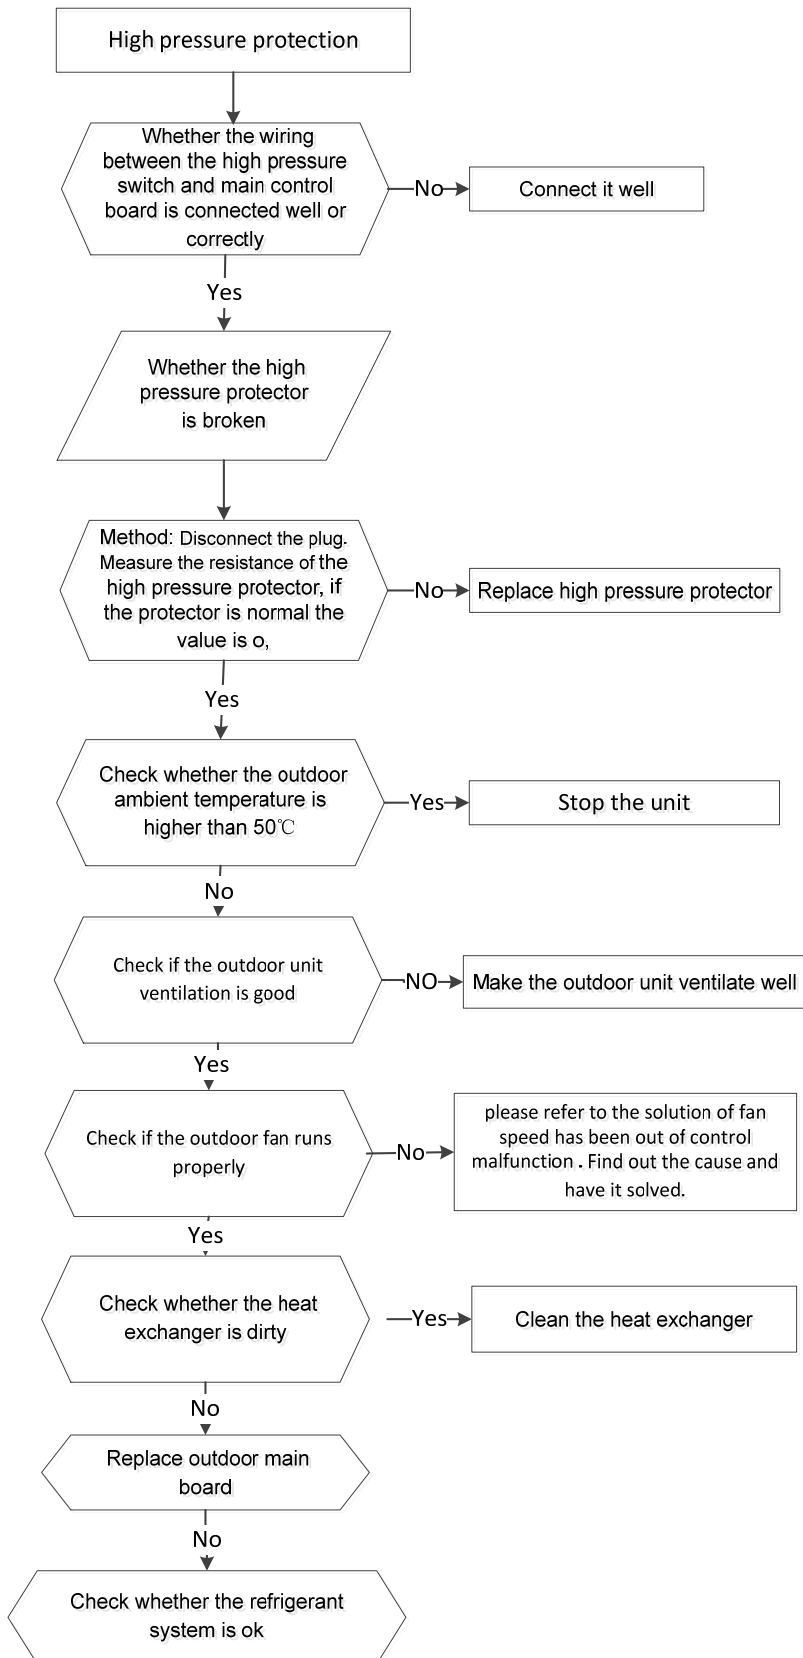 High pressure protection
Whether the wiring
between the high pressure
switch and main control
board is connected well or
correctly
No
Connect it well
Yes
Whether the high
pressure protector
is broken
Method: Disconnect the plug.
Measure the resistance of the
high pressure protector, if
the protector is normal the
value is o,
No
Replace high pressure protector
Yes
Check whether the outdoor
ambient temperature is
higher than 50℃
Yes
Stop the unit
No
Check if the outdoor unit
ventilation is good
NO
Make the outdoor unit ventilate well
Yes
Check if the outdoor fan runs
properly
No
please refer to the solution of fan
speed has been out of control
malfunction . Find out the cause and
have it solved.
Yes
Check whether the heat
exchanger is dirty
Yes
Clean the heat exchanger
No
Replace outdoor main
board
No
Check whether the refrigerant
system is ok